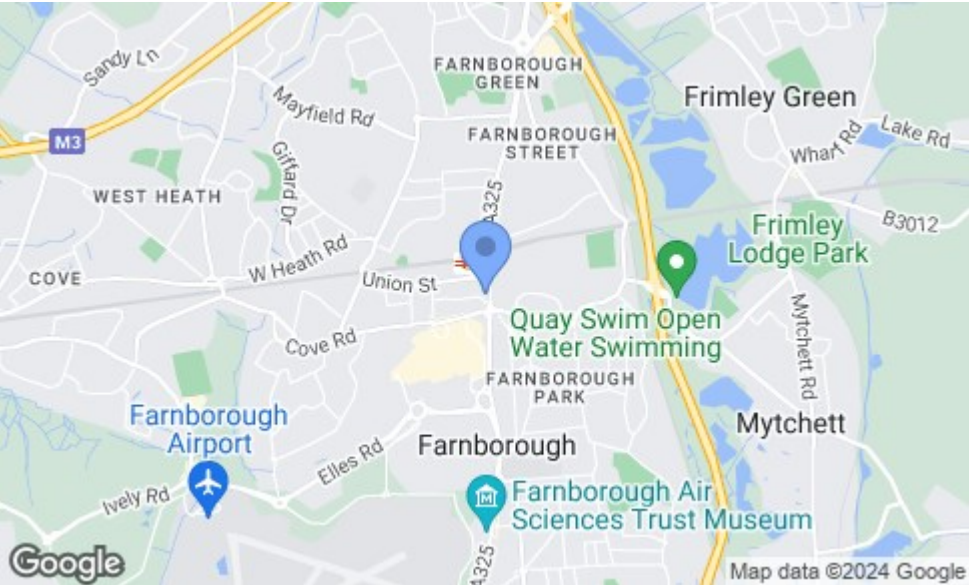 FARNBOROUGH
GREEN
Sandy Ln
Frimley Green
Mayfield Rd
M3
FARNBOROUGH
STREET
Lake Rd
Wharf Rd
Giffard Dr
WEST HEATH
A325
B3012
Frimley
Lodge Park
W Heath Rd
COVE
Union St
Quay Swim Open
Water Swimming
Cove Rd
Mytchett Rd
FARNBOROUGH
PARK
Farnborough
Airport
Mytchett
Farnborough
Elles Rd
Ively Rd
Farnborough Air
Sciences Trust Museum
M
A325
Google
Map data ©2024 Google